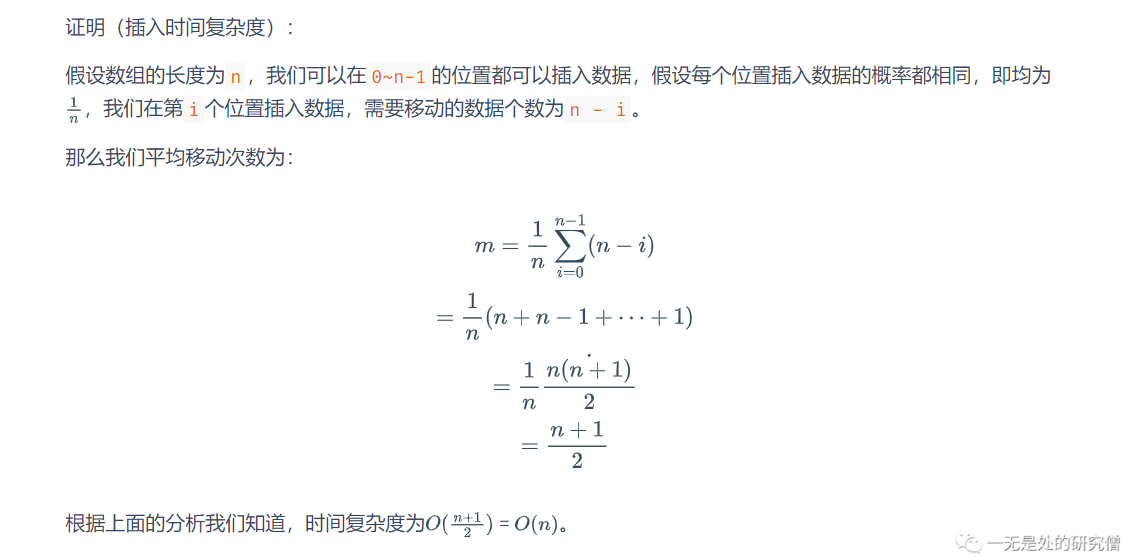 证明（插入时间复杂度）：
假设数组的长度为 n ，我们可以在 0~n-1 的位置都可以插入数据，假设每个位置插入数据的概率都相同，即均为
$\frac{1}{n}$，我们在第 i 个位置插入数据，需要移动的数据个数为 n - i 。
那么我们平均移动次数为：
$m = \frac{1}{n}\sum_{i=0}^{n-1}(n-i)$
$= \frac{1}{n}(n + n - 1 + \cdots + 1)$
$= \frac{1}{n}\frac{n(n+1)}{2}$
$= \frac{n+1}{2}$
根据上面的分析我们知道，时间复杂度为$O(\frac{n+1}{2})$ = $O(n)$。
一无是处的研究僧